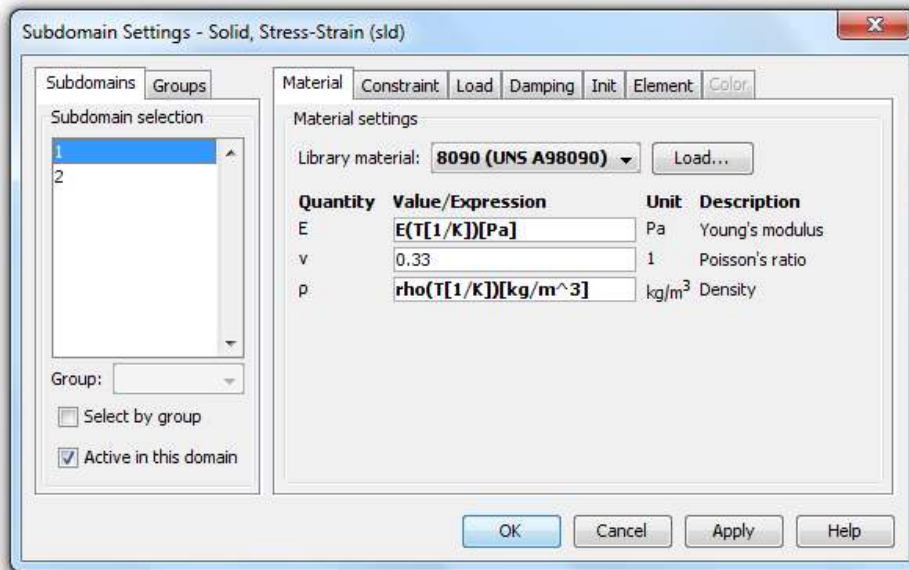 Subdomain Settings - Solid, Stress-Strain (sld)
Subdomains Groups
Subdomain selection
1
2
Group:
Select by group
Active in this domain
Material Constraint Load Damping Init Element Color
Material settings
Library material: 8090 (UNS A98090) Load...
Quantity Value/Expression Unit Description
E E(T[1/K])[Pa] Pa Young's modulus
ν 0.33 1 Poisson's ratio
ρ rho(T[1/K])[kg/m^3] kg/m³ Density
OK Cancel Apply Help